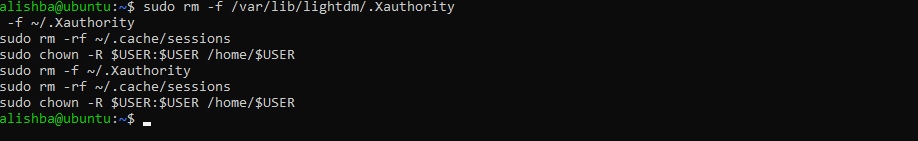 alishba@ubuntu:~$ sudo rm -f /var/lib/lightdm/.Xauthority
 -f ~/.Xauthority
sudo rm -rf ~/.cache/sessions
sudo chown -R $USER:$USER /home/$USER
sudo rm -f ~/.Xauthority
sudo rm -rf ~/.cache/sessions
sudo chown -R $USER:$USER /home/$USER
alishba@ubuntu:~$